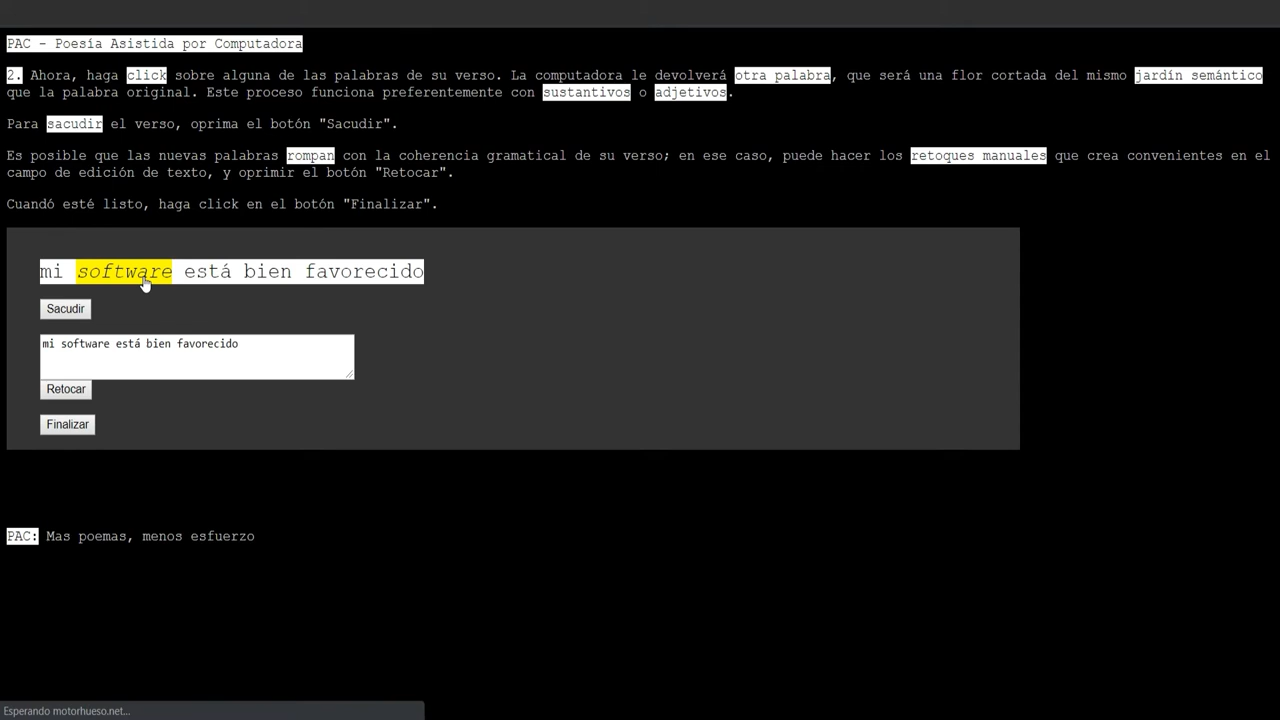 PAC - Poesía Asistida por Computadora
2. Ahora, haga click sobre alguna de las palabras de su verso. La computadora le devolverá otra palabra, que será una flor cortada del mismo jardín semántico
que la palabra original. Este proceso funciona preferentemente con sustantivos o adjetivos.
Para sacudir el verso, oprima el botón "Sacudir".
Es posible que las nuevas palabras rompan con la coherencia gramatical de su verso; en ese caso, puede hacer los retoques manuales que crea convenientes en el
campo de edición de texto, y oprimir el botón "Retocar".
Cuandó esté listo, haga click en el botón "Finalizar".
mi software está bien favorecido
Sacudir
mi software está bien favorecido
Retocar
Finalizar
PAC: Mas poemas, menos esfuerzo
Esperando motorhueso.net...